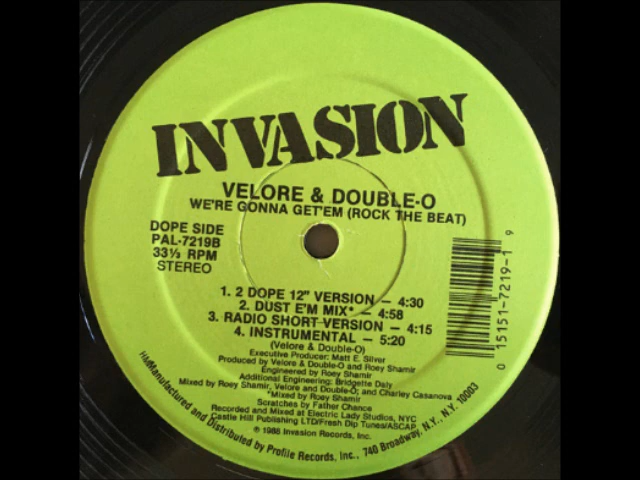 INVASION
VELORE & DOUBLE-O
WE'RE GONNA GET'EM (ROCK THE BEAT)
DOPE SIDE
PAL-7219B
33⅓ RPM
STEREO
1. 2 DOPE 12" VERSION — 4:30
2. DUST E'M MIX* — 4:58
3. RADIO SHORT VERSION — 4:15
4. INSTRUMENTAL — 5:20
(Velore & Double-O)
Executive Producer: Matt E. Silver
Produced by Velore & Double-O and Roey Shamir
Engineered by Roey Shamir
Additional Engineering: Bridgette Daly
Mixed by Roey Shamir, Velore and Double-O; and Charley Casanova
*Mixed by Roey Shamir
Scratches by Father Chance
Recorded and Mixed at Electric Lady Studios, NYC
Castle Hill Publishing LTD/Fresh Dip Tunes/ASCAP
℗ 1988 Invasion Records, Inc.
Manufactured and Distributed by Profile Records, Inc., 740 Broadway, N.Y., N.Y. 10003
0 15151-7219-1 9